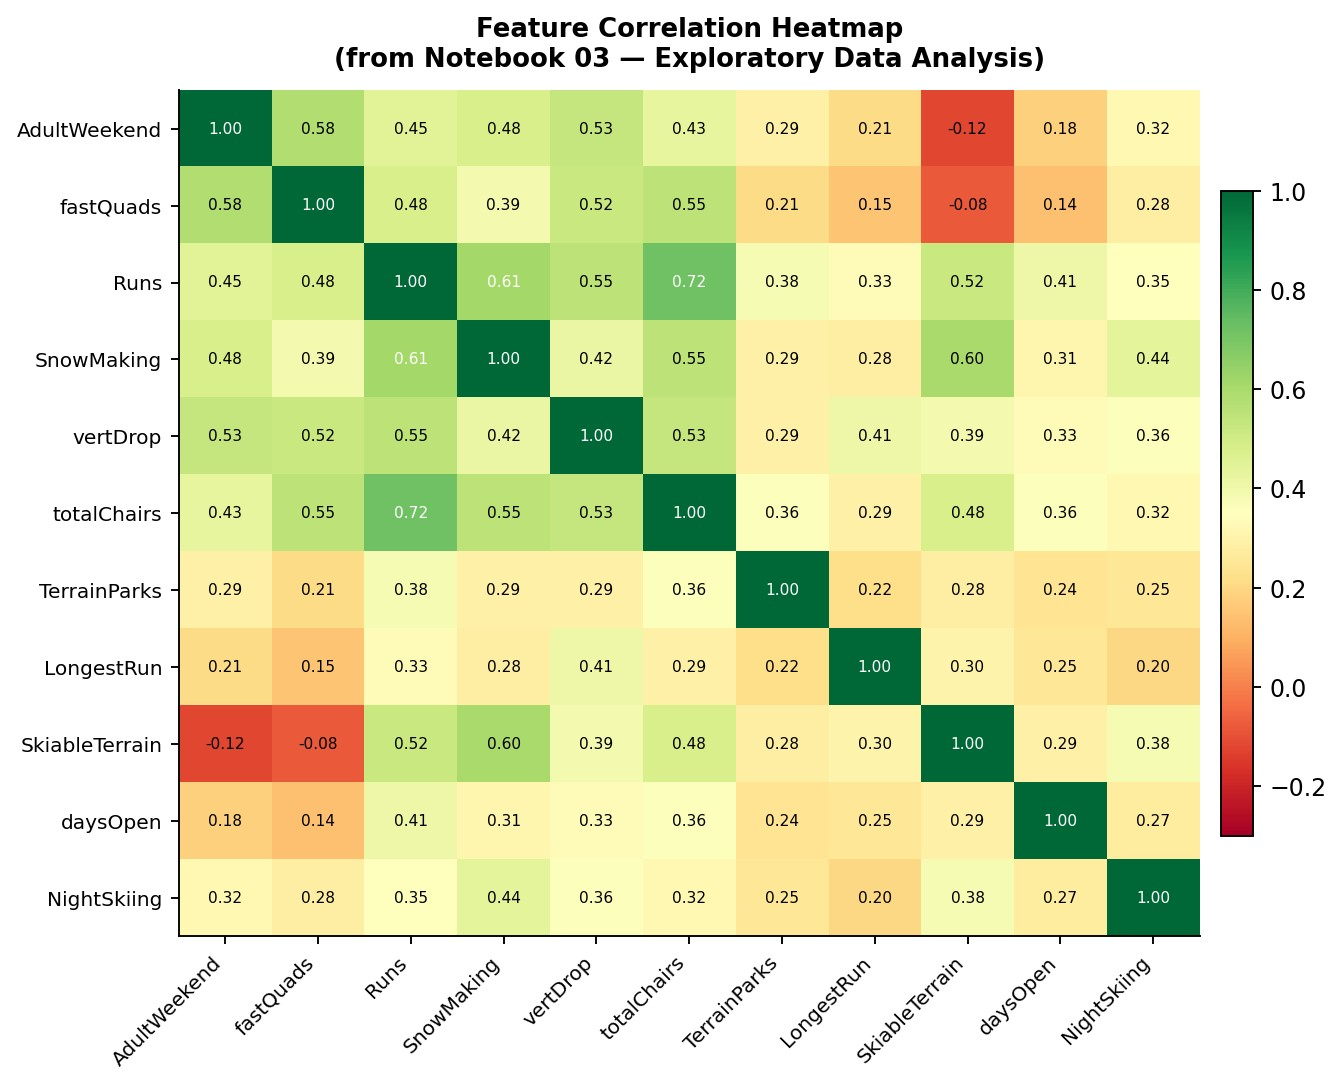 Feature Correlation Heatmap
(from Notebook 03 — Exploratory Data Analysis)
AdultWeekend 1.00 0.58 0.45 0.48 0.53 0.43 0.29 0.21 -0.12 0.18 0.32
fastQuads 0.58 1.00 0.48 0.39 0.52 0.55 0.21 0.15 -0.08 0.14 0.28
Runs 0.45 0.48 1.00 0.61 0.55 0.72 0.38 0.33 0.52 0.41 0.35
SnowMaking 0.48 0.39 0.61 1.00 0.42 0.55 0.29 0.28 0.60 0.31 0.44
vertDrop 0.53 0.52 0.55 0.42 1.00 0.53 0.29 0.41 0.39 0.33 0.36
totalChairs 0.43 0.55 0.72 0.55 0.53 1.00 0.36 0.29 0.48 0.36 0.32
TerrainParks 0.29 0.21 0.38 0.29 0.29 0.36 1.00 0.22 0.28 0.24 0.25
LongestRun 0.21 0.15 0.33 0.28 0.41 0.29 0.22 1.00 0.30 0.25 0.20
SkiableTerrain -0.12 -0.08 0.52 0.60 0.39 0.48 0.28 0.30 1.00 0.29 0.38
daysOpen 0.18 0.14 0.41 0.31 0.33 0.36 0.24 0.25 0.29 1.00 0.27
NightSkiing 0.32 0.28 0.35 0.44 0.36 0.32 0.25 0.20 0.38 0.27 1.00
AdultWeekend fastQuads Runs SnowMaking vertDrop totalChairs TerrainParks LongestRun SkiableTerrain daysOpen NightSkiing
1.0
0.8
0.6
0.4
0.2
0.0
−0.2